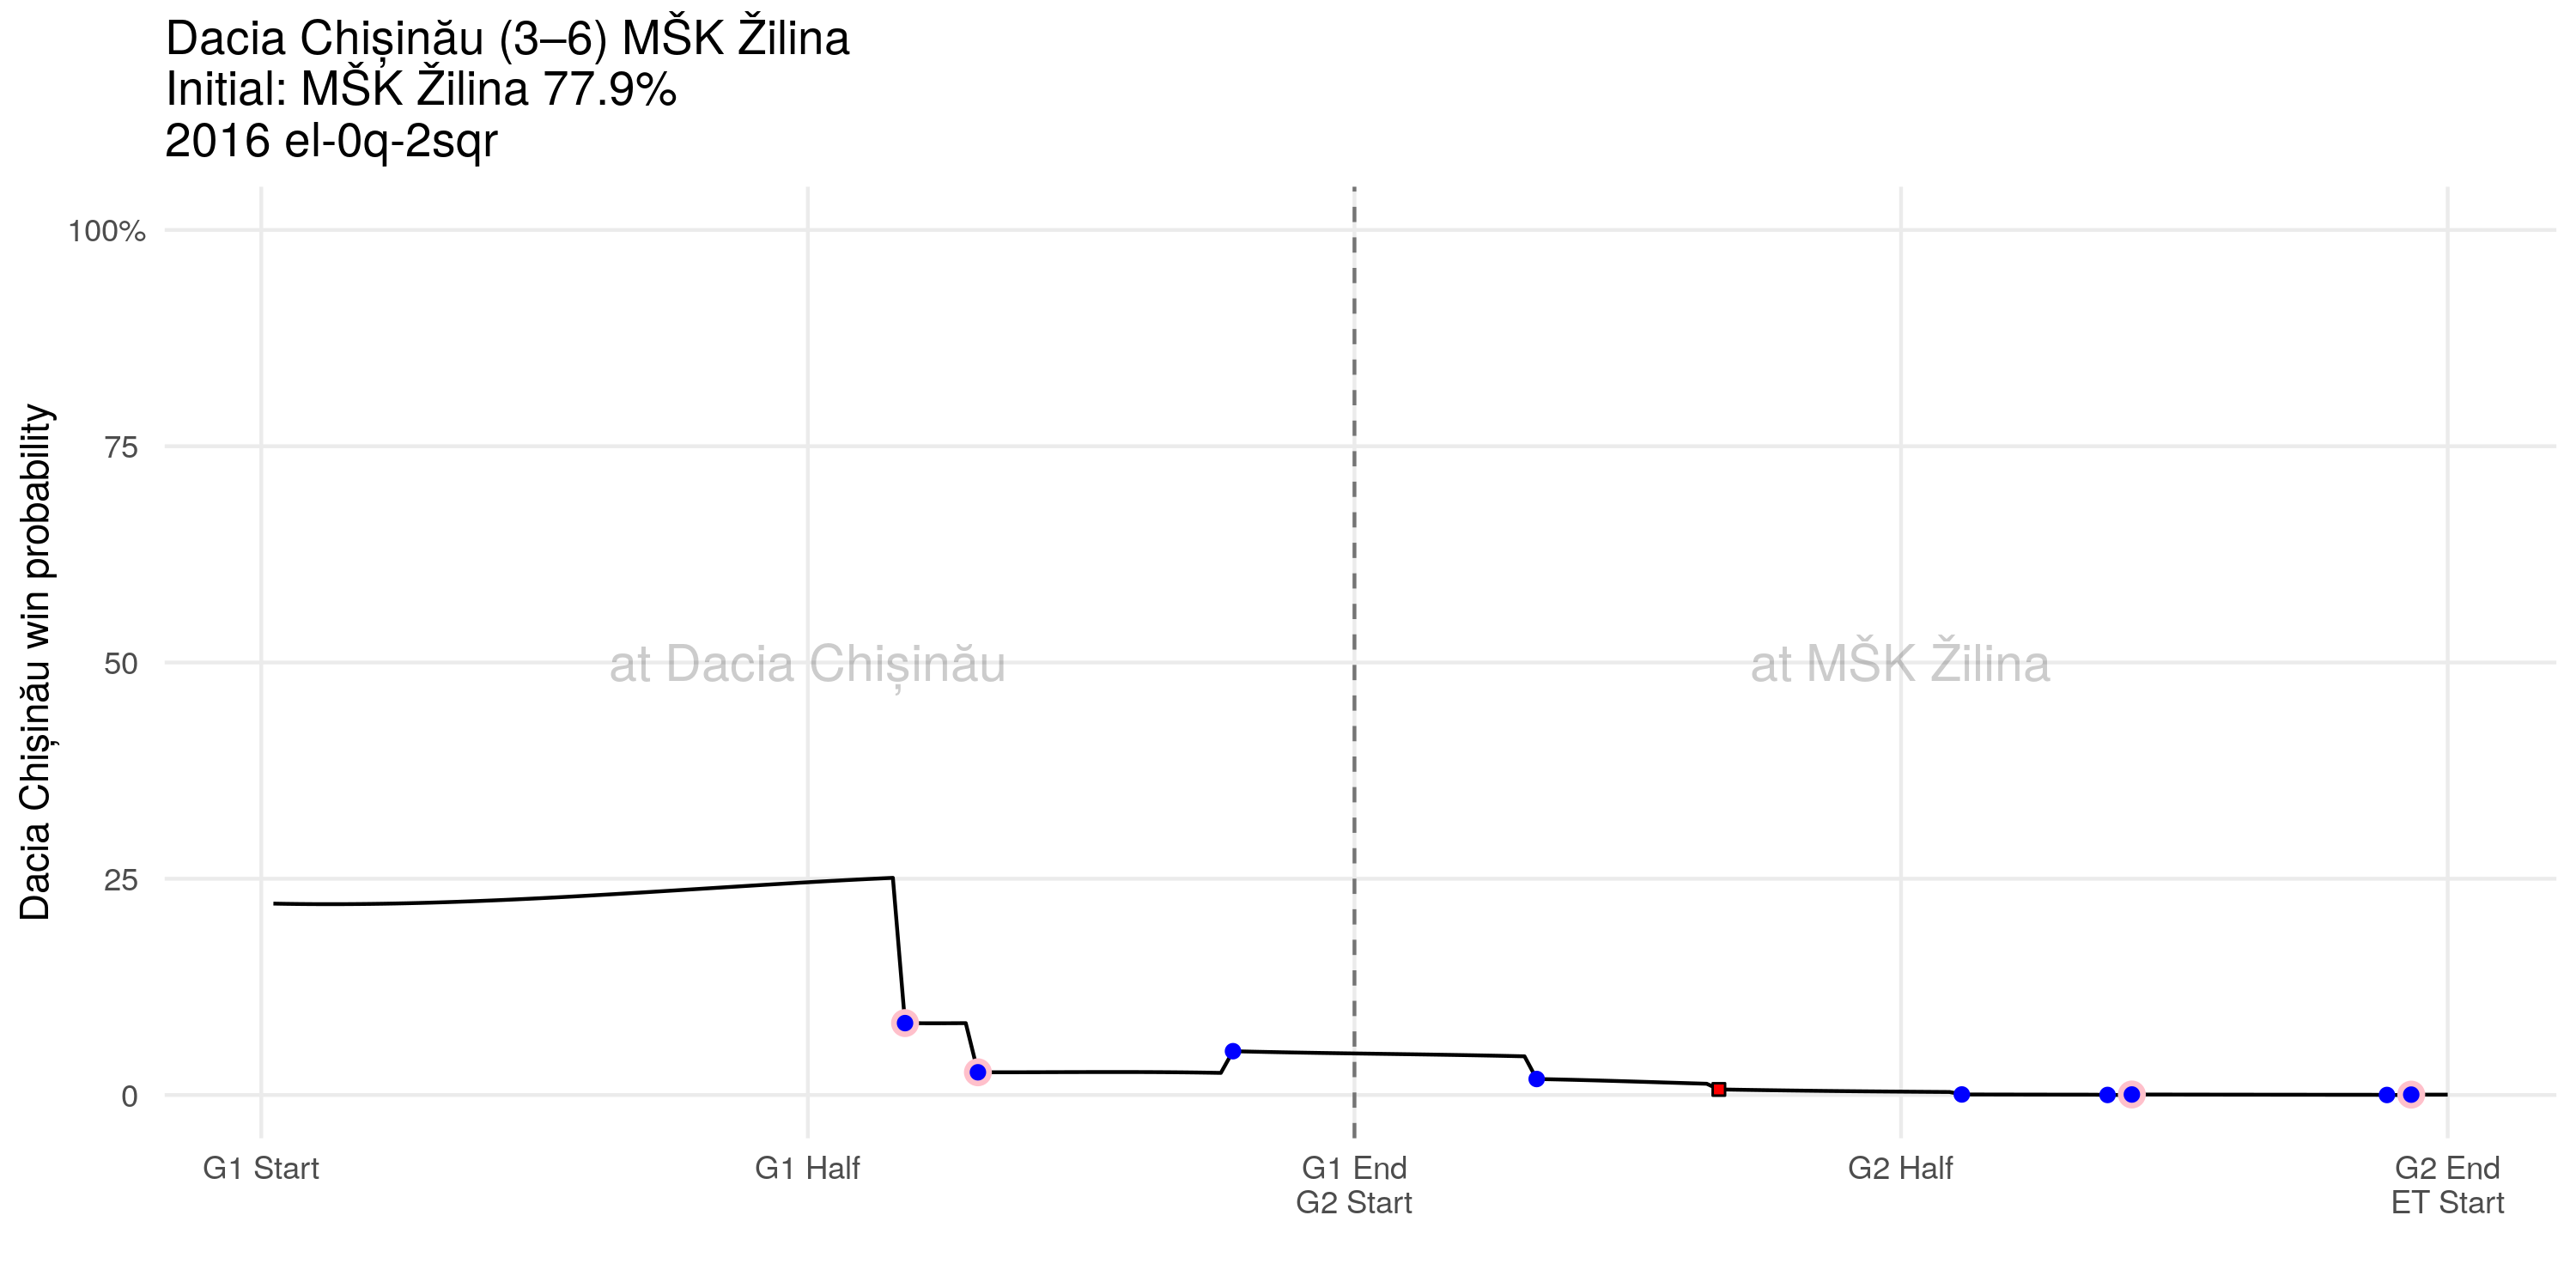 Dacia Chișinău (3–6) MŠK Žilina
Initial: MŠK Žilina 77.9%
2016 el-0q-2sqr
Dacia Chișinău win probability
100%
75
50
25
0
at Dacia Chișinău
at MŠK Žilina
G1 Start
G1 Half
G1 End
G2 Start
G2 Half
G2 End
ET Start